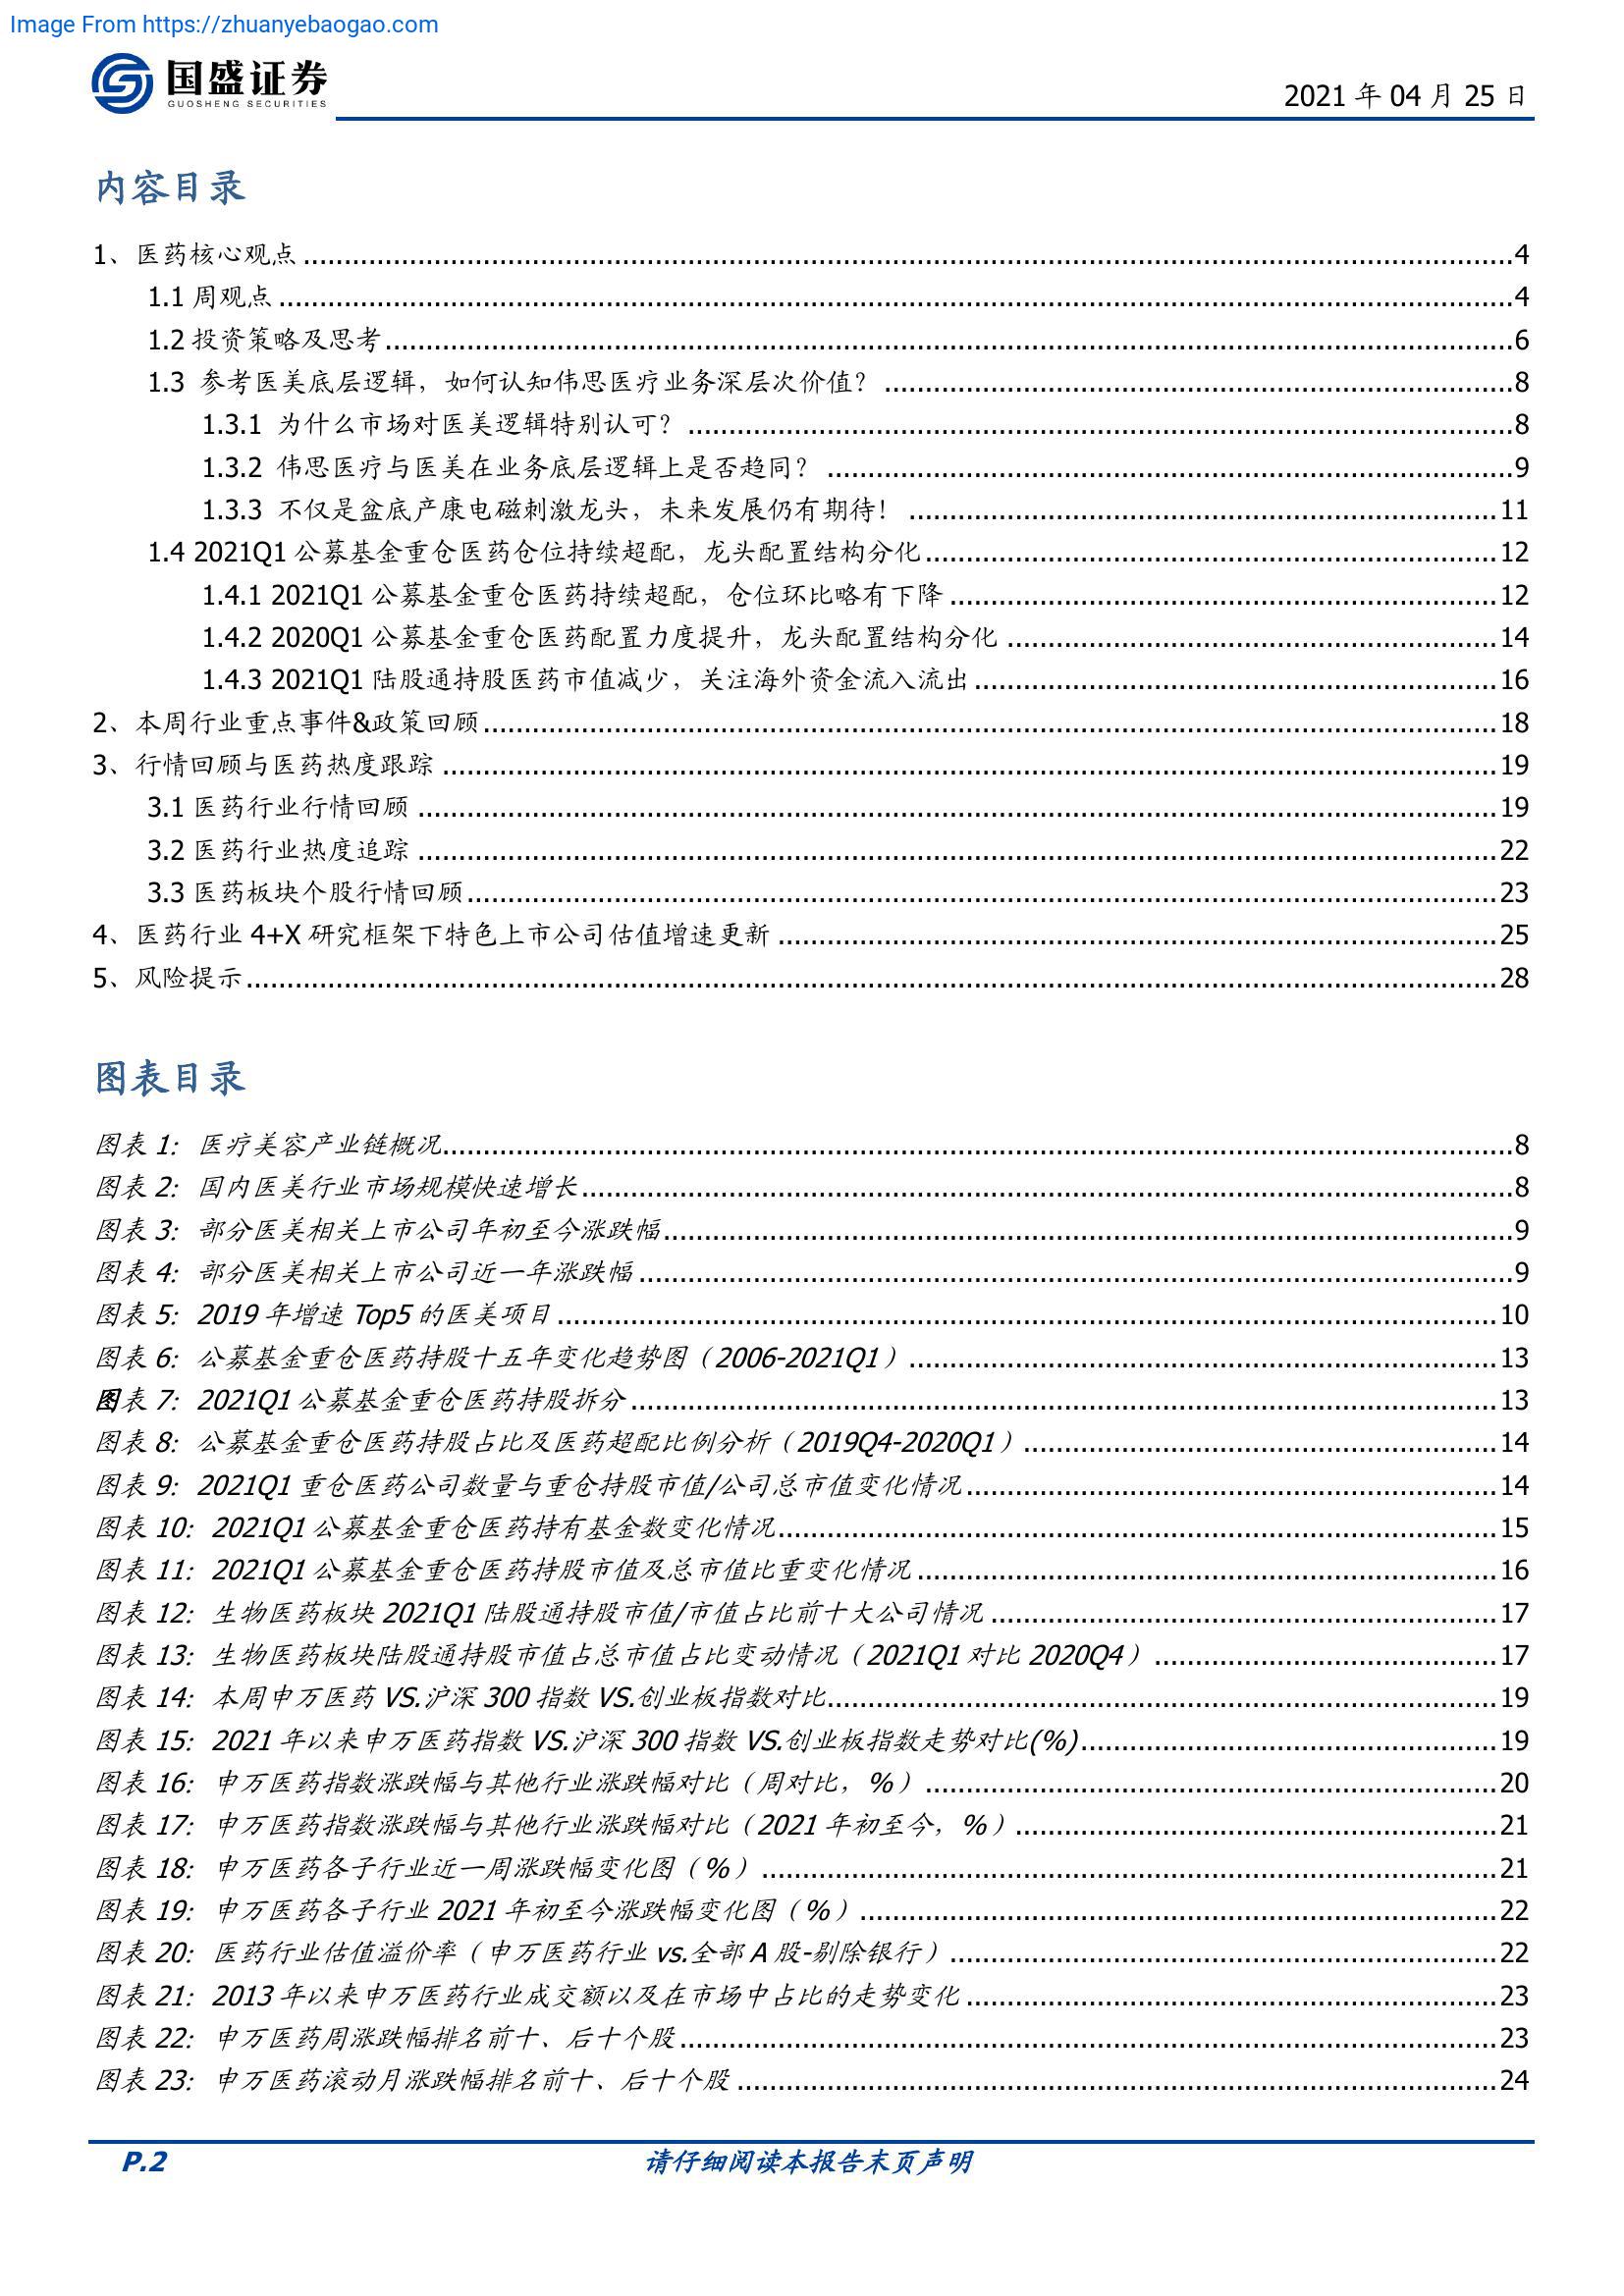 Image From https://zhuanyebaogao.com
国盛证券
GUOSHENG SECURITIES
2021 年 04 月 25 日
内容目录
1、医药核心观点 ........ 4
1.1 周观点 ........ 4
1.2 投资策略及思考 ........ 6
1.3 参考医美底层逻辑，如何认知伟思医疗业务深层次价值？ ........ 8
1.3.1 为什么市场对医美逻辑特别认可？ ........ 8
1.3.2 伟思医疗与医美在业务底层逻辑上是否趋同？ ........ 9
1.3.3 不仅是盆底产康电磁刺激龙头，未来发展仍有期待！ ........ 11
1.4 2021Q1 公募基金重仓医药仓位持续超配，龙头配置结构分化 ........ 12
1.4.1 2021Q1 公募基金重仓医药持续超配，仓位环比略有下降 ........ 12
1.4.2 2020Q1 公募基金重仓医药配置力度提升，龙头配置结构分化 ........ 14
1.4.3 2021Q1 陆股通持股医药市值减少，关注海外资金流入流出 ........ 16
2、本周行业重点事件&政策回顾 ........ 18
3、行情回顾与医药热度跟踪 ........ 19
3.1 医药行业行情回顾 ........ 19
3.2 医药行业热度追踪 ........ 22
3.3 医药板块个股行情回顾 ........ 23
4、医药行业 4+X 研究框架下特色上市公司估值增速更新 ........ 25
5、风险提示 ........ 28
图表目录
图表 1：医疗美容产业链概况 ........ 8
图表 2：国内医美行业市场规模快速增长 ........ 8
图表 3：部分医美相关上市公司年初至今涨跌幅 ........ 9
图表 4：部分医美相关上市公司近一年涨跌幅 ........ 9
图表 5：2019 年增速 Top5 的医美项目 ........ 10
图表 6：公募基金重仓医药持股十五年变化趋势图（2006-2021Q1） ........ 13
图表 7：2021Q1 公募基金重仓医药持股拆分 ........ 13
图表 8：公募基金重仓医药持股占比及医药超配比例分析（2019Q4-2020Q1） ........ 14
图表 9：2021Q1 重仓医药公司数量与重仓持股市值/公司总市值变化情况 ........ 14
图表 10：2021Q1 公募基金重仓医药持有基金数变化情况 ........ 15
图表 11：2021Q1 公募基金重仓医药持股市值及总市值比重变化情况 ........ 16
图表 12：生物医药板块 2021Q1 陆股通持股市值/市值占比前十大公司情况 ........ 17
图表 13：生物医药板块陆股通持股市值占总市值占比变动情况（2021Q1 对比 2020Q4） ........ 17
图表 14：本周申万医药 VS.沪深 300 指数 VS.创业板指数对比 ........ 19
图表 15：2021 年以来申万医药指数 VS.沪深 300 指数 VS.创业板指数走势对比(%) ........ 19
图表 16：申万医药指数涨跌幅与其他行业涨跌幅对比（周对比，%） ........ 20
图表 17：申万医药指数涨跌幅与其他行业涨跌幅对比（2021 年初至今，%） ........ 21
图表 18：申万医药各子行业近一周涨跌幅变化图（%） ........ 21
图表 19：申万医药各子行业 2021 年初至今涨跌幅变化图（%） ........ 22
图表 20：医药行业估值溢价率（申万医药行业 vs.全部 A 股-剔除银行） ........ 22
图表 21：2013 年以来申万医药行业成交额以及在市场中占比的走势变化 ........ 23
图表 22：申万医药周涨跌幅排名前十、后十个股 ........ 23
图表 23：申万医药滚动月涨跌幅排名前十、后十个股 ........ 24
P.2
请仔细阅读本报告末页声明